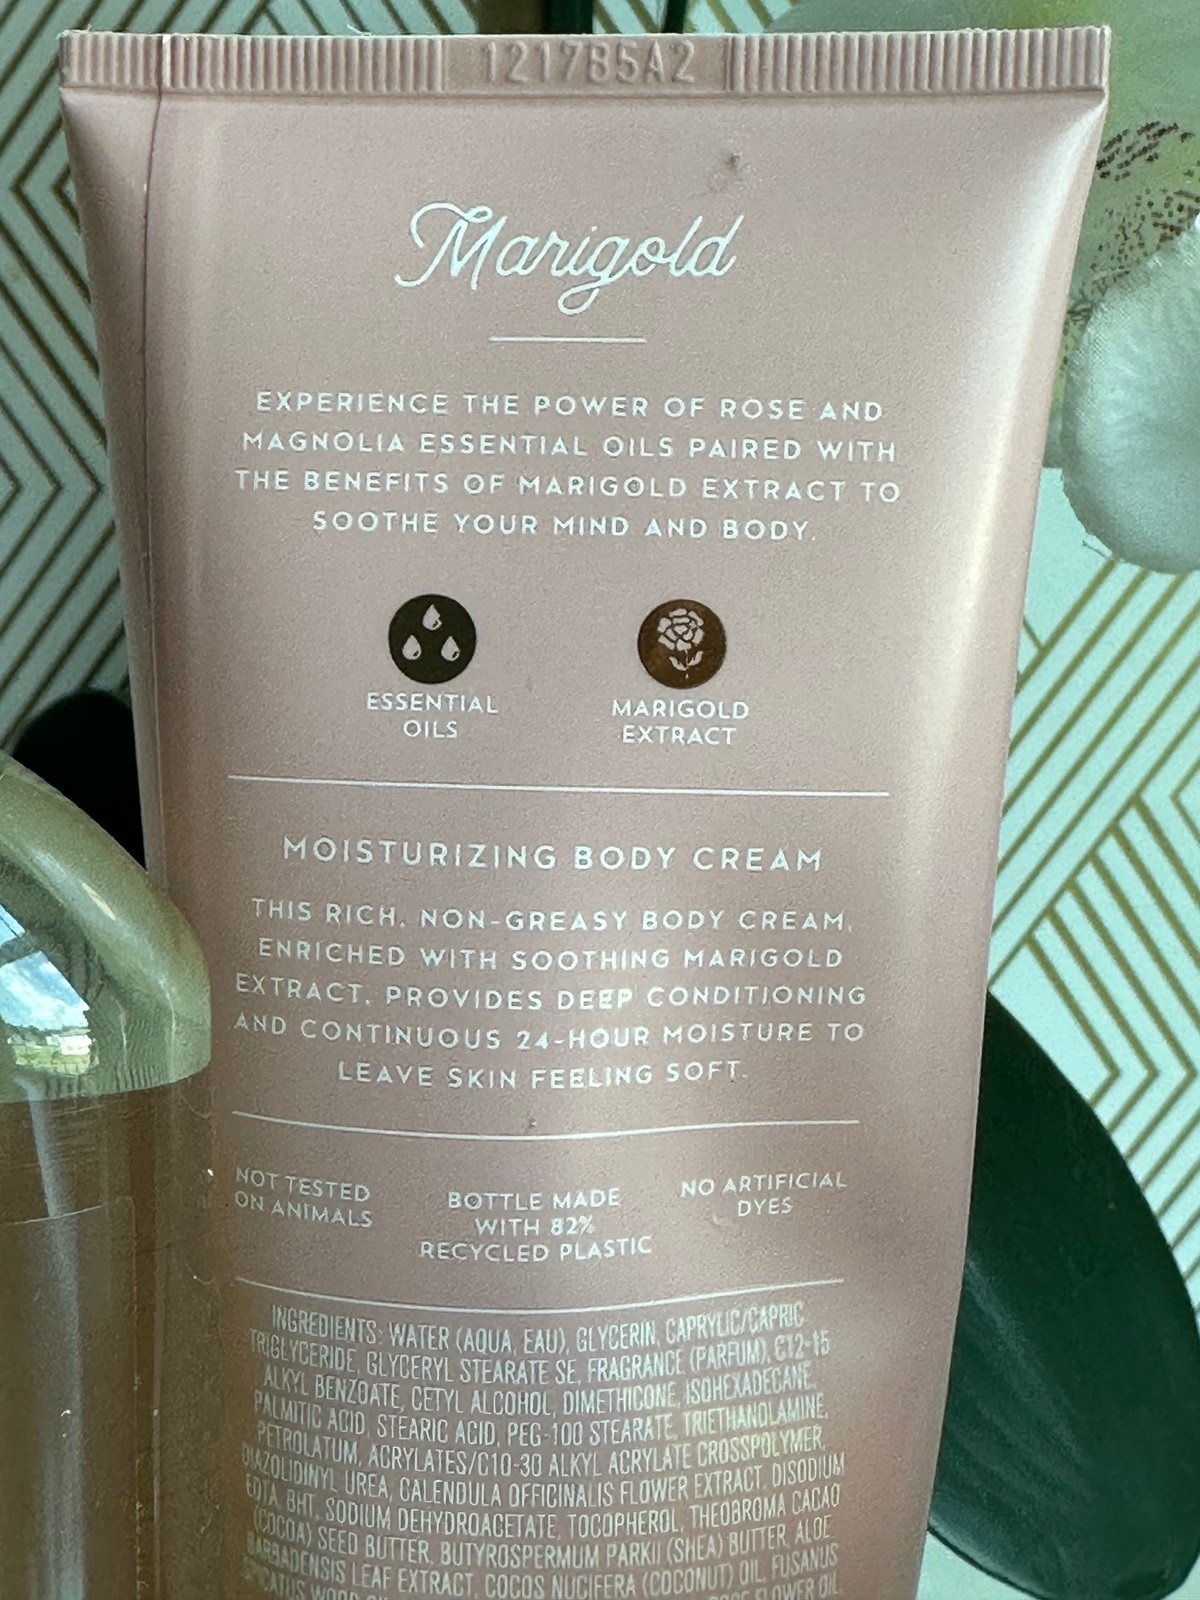 121785A2
Marigold
EXPERIENCE THE POWER OF ROSE AND
MAGNOLIA ESSENTIAL OILS PAIRED WITH
THE BENEFITS OF MARIGOLD EXTRACT TO
SOOTHE YOUR MIND AND BODY.
ESSENTIAL
OILS
MARIGOLD
EXTRACT
MOISTURIZING BODY CREAM
THIS RICH, NON-GREASY BODY CREAM,
ENRICHED WITH SOOTHING MARIGOLD
EXTRACT, PROVIDES DEEP CONDITIONING
AND CONTINUOUS 24-HOUR MOISTURE TO
LEAVE SKIN FEELING SOFT.
NOT TESTED
ON ANIMALS
BOTTLE MADE
WITH 82%
RECYCLED PLASTIC
NO ARTIFICIAL
DYES
INGREDIENTS: WATER (AQUA, EAU), GLYCERIN, CAPRYLIC/CAPRIC
TRIGLYCERIDE, GLYCERYL STEARATE SE, FRAGRANCE (PARFUM), C12-15
ALKYL BENZOATE, CETYL ALCOHOL, DIMETHICONE, ISOHEXADECANE,
PALMITIC ACID, STEARIC ACID, PEG-100 STEARATE, TRIETHANOLAMINE,
PETROLATUM, ACRYLATES/C10-30 ALKYL ACRYLATE CROSSPOLYMER,
DIAZOLIDINYL UREA, CALENDULA OFFICINALIS FLOWER EXTRACT, DISODIUM
EDTA, BHT, SODIUM DEHYDROACETATE, TOCOPHEROL, THEOBROMA CACAO
(COCOA) SEED BUTTER, BUTYROSPERMUM PARKII (SHEA) BUTTER, ALOE
BARBADENSIS LEAF EXTRACT, COCOS NUCIFERA (COCONUT) OIL, FUSANUS
WOOD FLOWER OIL,